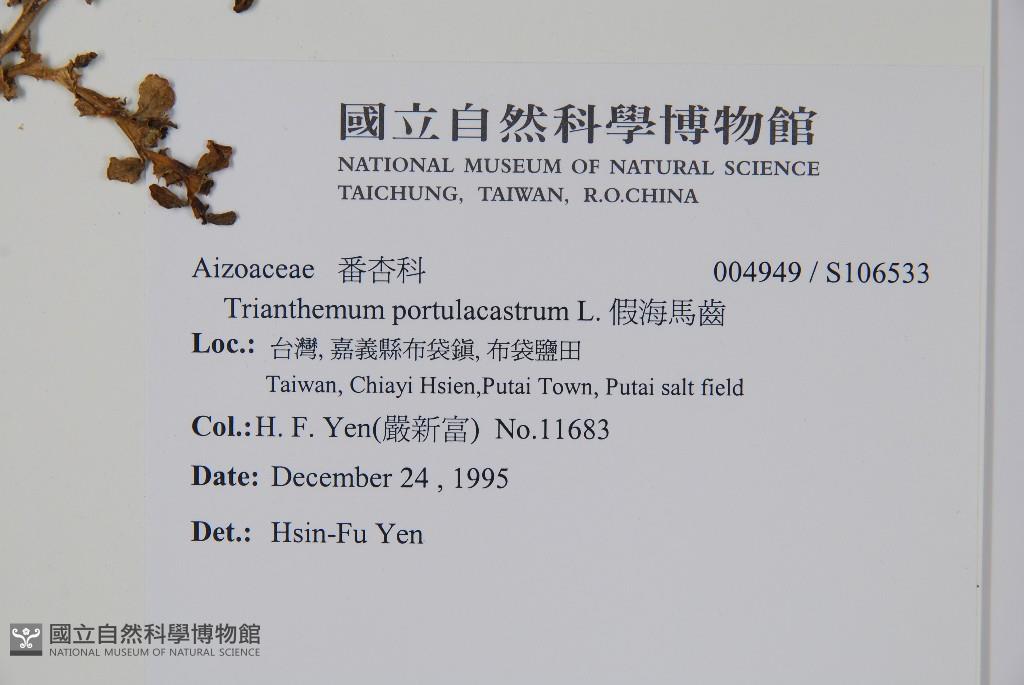 國立自然科學博物館
NATIONAL MUSEUM OF NATURAL SCIENCE
TAICHUNG, TAIWAN, R.O.CHINA
Aizoaceae 番杏科 004949 / S106533
Trianthemum portulacastrum L. 假海馬齒
Loc.: 台灣, 嘉義縣布袋鎮, 布袋鹽田
Taiwan, Chiayi Hsien,Putai Town, Putai salt field
Col.:H. F. Yen(嚴新富) No.11683
Date: December 24 , 1995
Det.: Hsin-Fu Yen
國立自然科學博物館
NATIONAL MUSEUM OF NATURAL SCIENCE